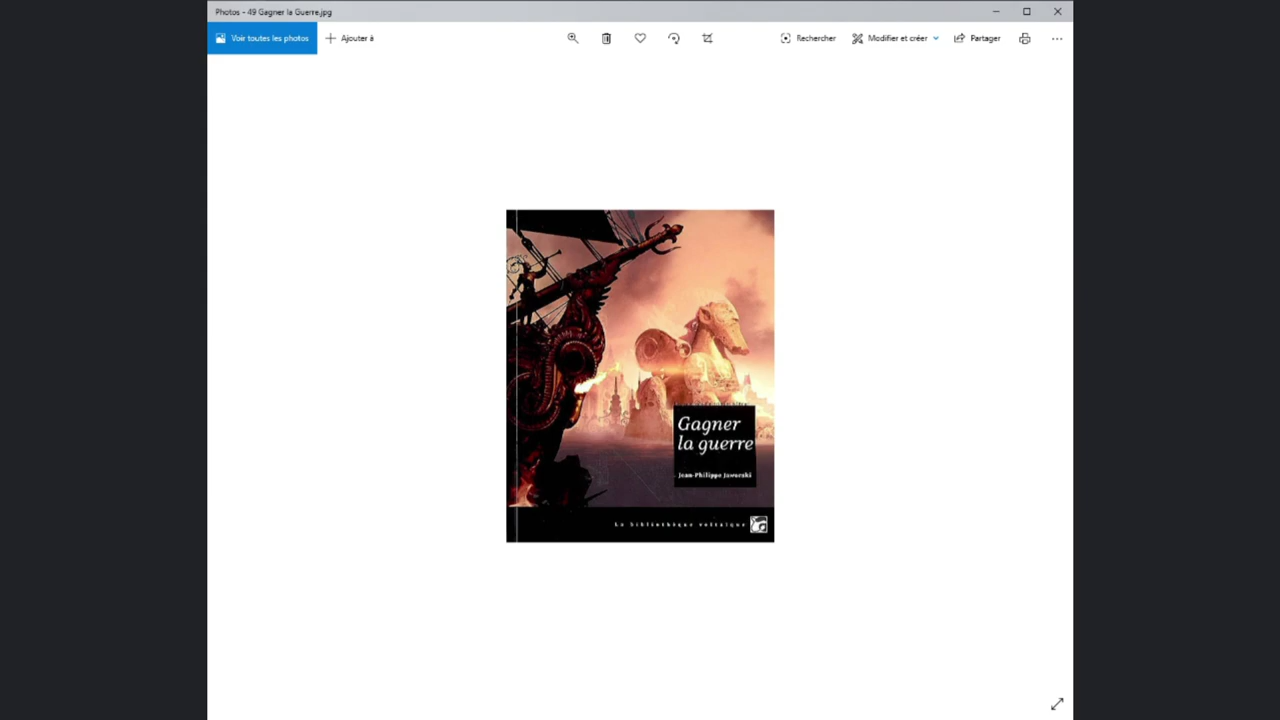 Photos - 49 Gagner la Guerre.jpg
Voir toutes les photos
Ajouter à
Rechercher
Modifier et créer
Partager
Gagner
la guerre
Jean-Philippe Jaworski
La bibliothèque voltaïque